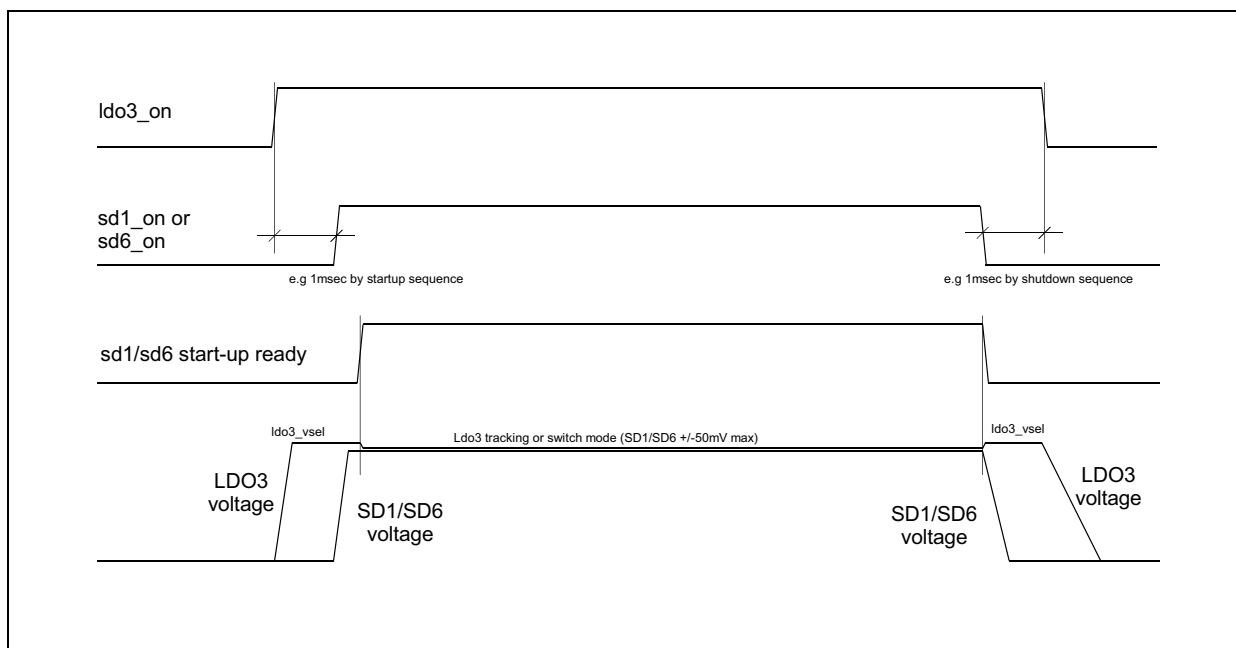 ldo3_on
sd1_on or
sd6_on
e.g 1msec by startup sequence
e.g 1msec by shutdown sequence
sd1/sd6 start-up ready
ldo3_vsel
Ldo3 tracking or switch mode (SD1/SD6 +/-50mV max)
ldo3_vsel
LDO3
voltage
SD1/SD6
voltage
SD1/SD6
voltage
LDO3
voltage